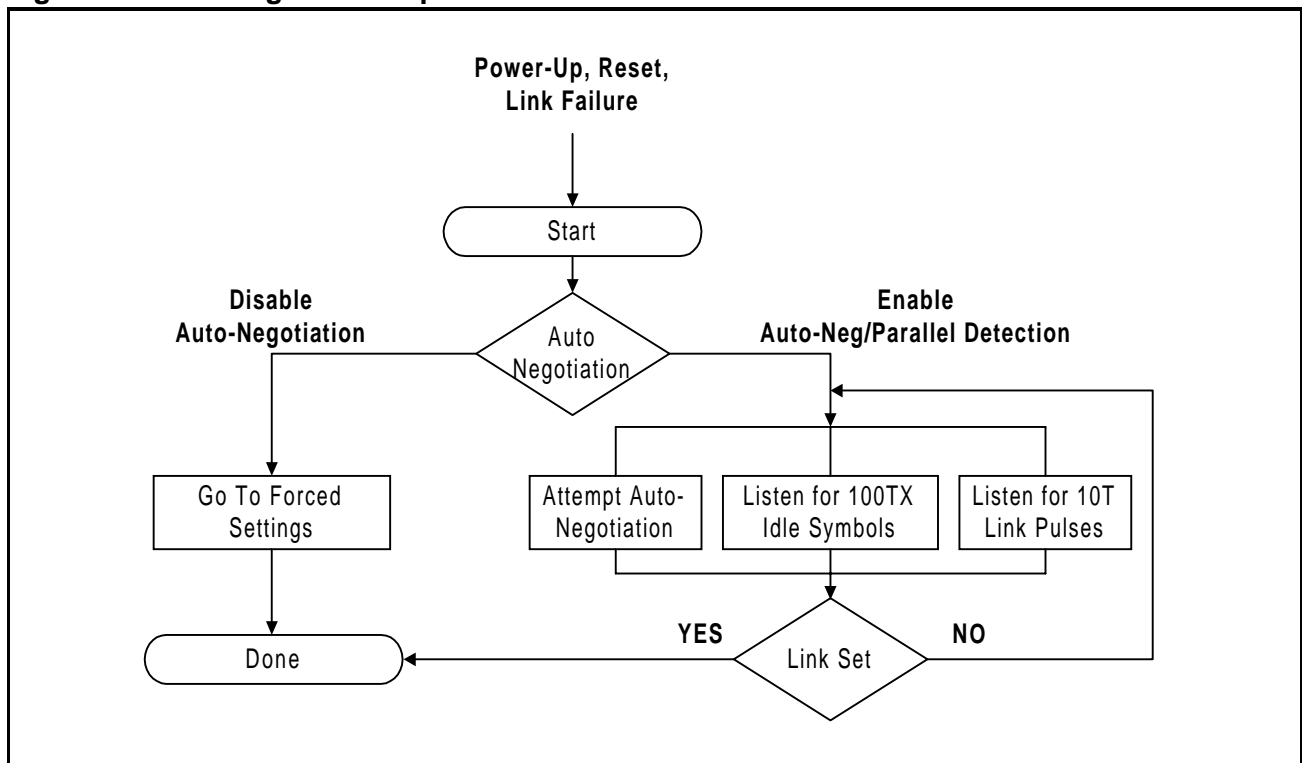 Power-Up, Reset,
Link Failure
Start
Disable
Auto-Negotiation
Enable
Auto-Neg/Parallel Detection
Auto
Negotiation
Go To Forced
Settings
Attempt Auto-
Negotiation
Listen for 100TX
Idle Symbols
Listen for 10T
Link Pulses
Done
YES
Link Set
NO